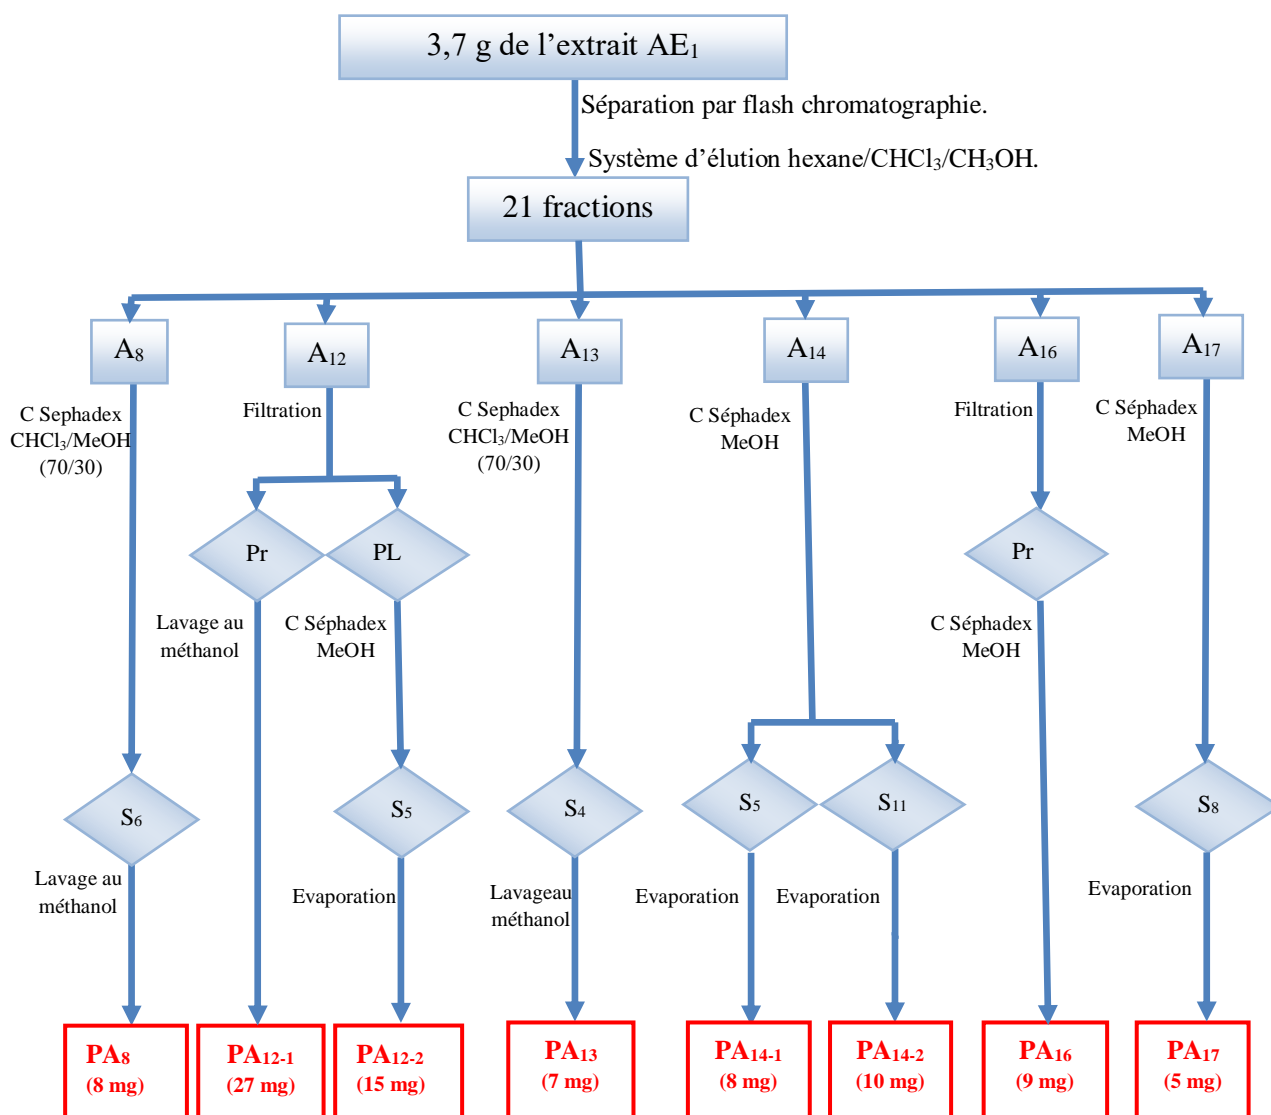 3,7 g de l’extrait AE₁
Séparation par flash chromatographie.
Système d’élution hexane/CHCl₃/CH₃OH.
21 fractions
A₈
A₁₂
A₁₃
A₁₄
A₁₆
A₁₇
C Sephadex
CHCl₃/MeOH
(70/30)
Filtration
C Sephadex
CHCl₃/MeOH
(70/30)
C Séphadex
MeOH
Filtration
C Séphadex
MeOH
Pr
PL
Pr
Lavage au
méthanol
C Séphadex
MeOH
C Séphadex
MeOH
S₆
S₅
S₄
S₅
S₁₁
S₈
Lavage au
méthanol
Evaporation
Lavageau
méthanol
Evaporation
Evaporation
Evaporation
PA₈
(8 mg)
PA₁₂₋₁
(27 mg)
PA₁₂₋₂
(15 mg)
PA₁₃
(7 mg)
PA₁₄₋₁
(8 mg)
PA₁₄₋₂
(10 mg)
PA₁₆
(9 mg)
PA₁₇
(5 mg)